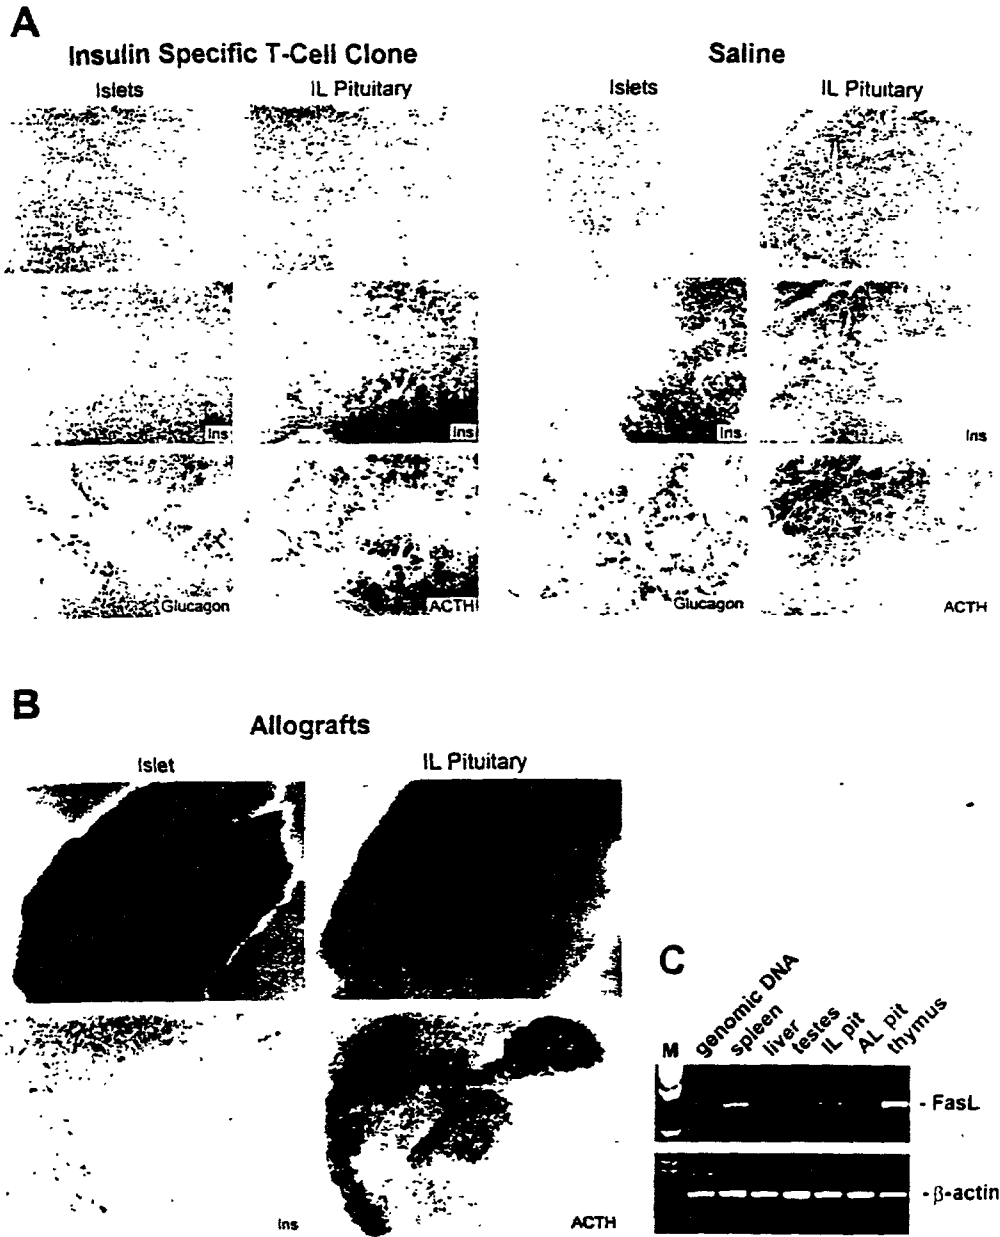 A
Insulin Specific T-Cell Clone
Saline
Islets
IL Pituitary
Islets
IL Pituitary
Ins
Ins
Ins
Ins
Glucagon
ACTH
Glucagon
ACTH
B
Allografts
Islet
IL Pituitary
Ins
ACTH
C
M
genomic DNA
spleen
liver
testes
IL pit
AL pit
thymus
- FasL
- β-actin